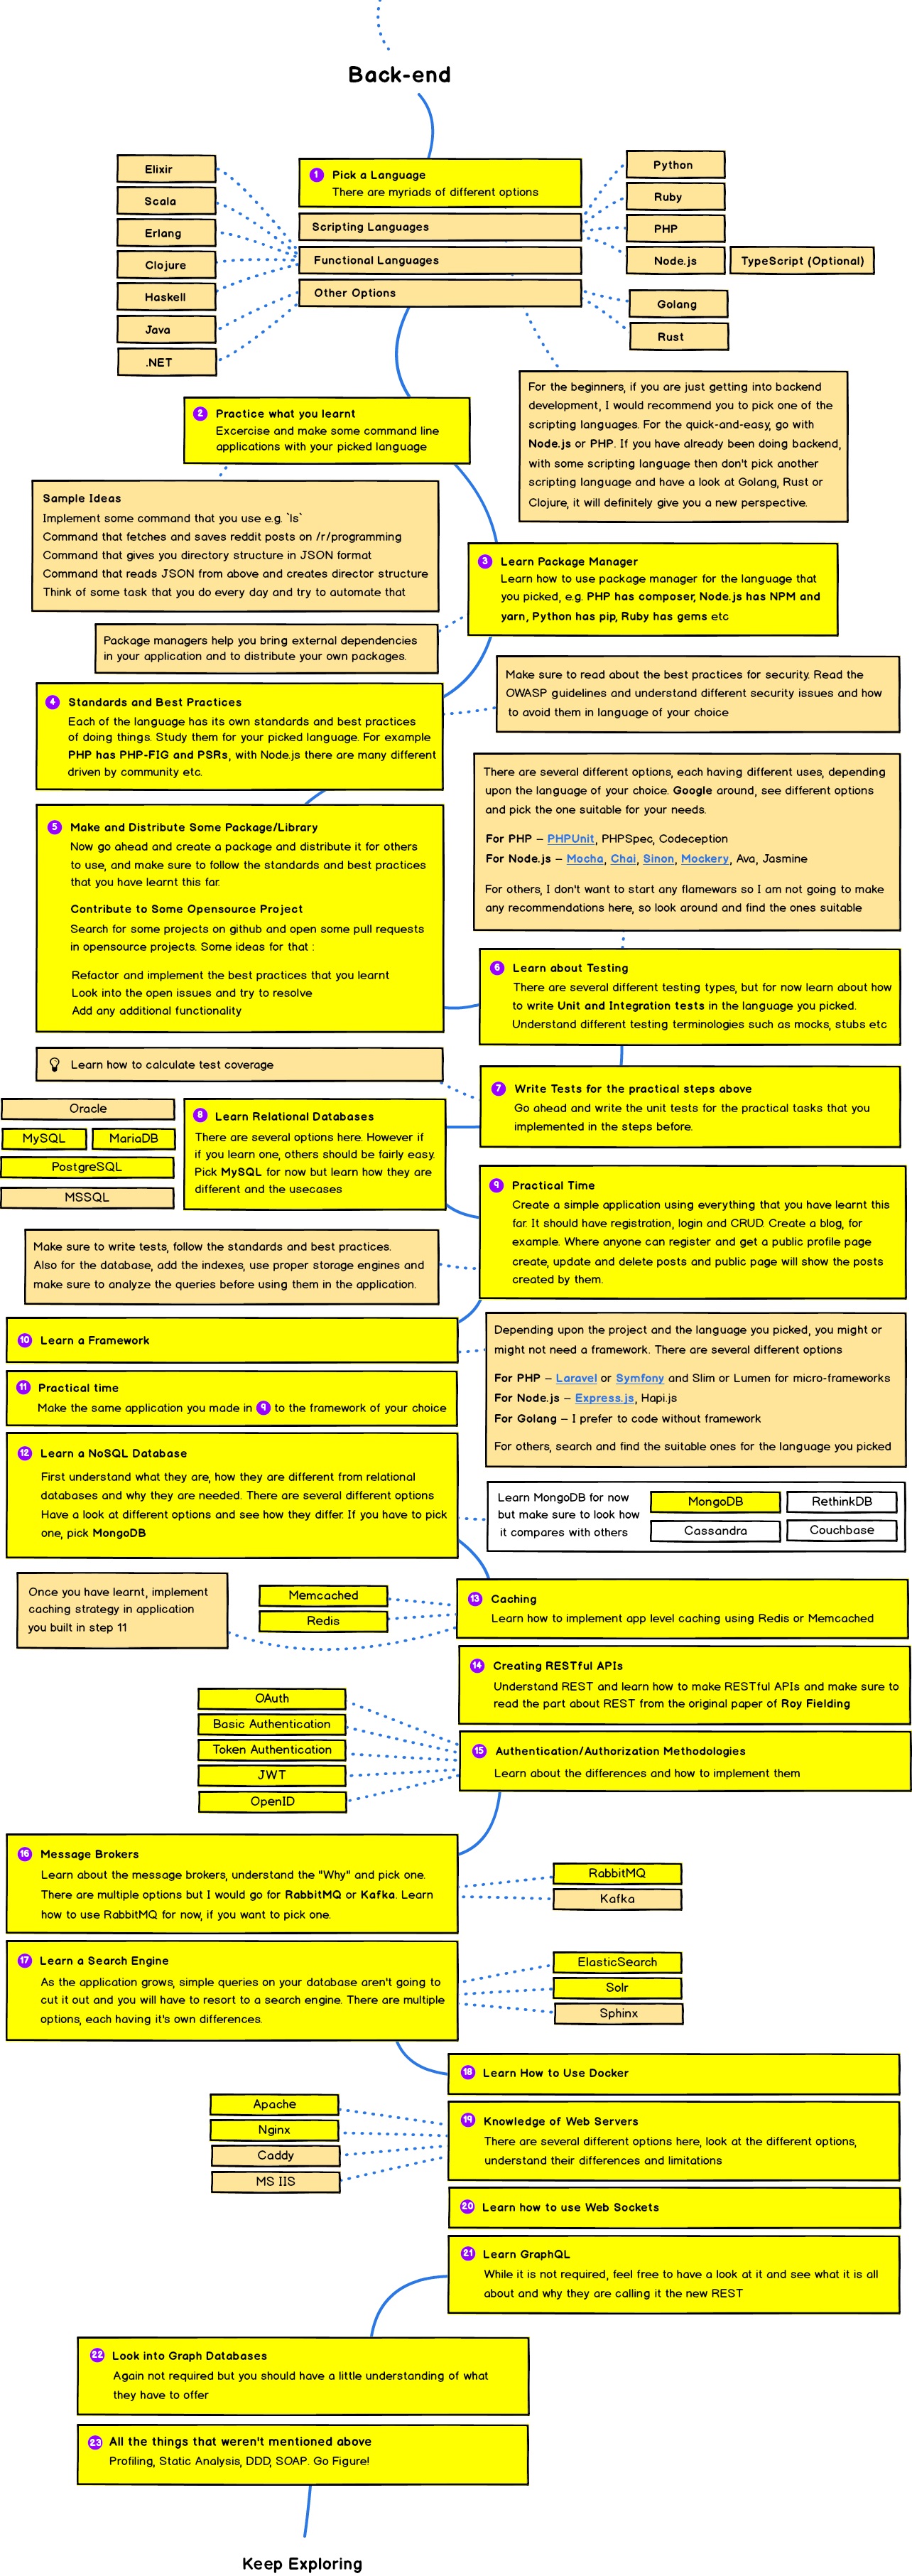 Back-end
1 Pick a Language
There are myriads of different options
Scripting Languages
Functional Languages
Other Options
Elixir
Scala
Erlang
Clojure
Haskell
Java
.NET
Python
Ruby
PHP
Node.js
TypeScript (Optional)
Golang
Rust
For the beginners, if you are just getting into backend
development, I would recommend you to pick one of the
scripting languages. For the quick-and-easy, go with
Node.js or PHP. If you have already been doing backend,
with some scripting language then don't pick another
scripting language and have a look at Golang, Rust or
Clojure, it will definitely give you a new perspective.
2 Practice what you learnt
Excercise and make some command line
applications with your picked language
Sample Ideas
Implement some command that you use e.g. `ls`
Command that fetches and saves reddit posts on /r/programming
Command that gives you directory structure in JSON format
Command that reads JSON from above and creates director structure
Think of some task that you do every day and try to automate that
3 Learn Package Manager
Learn how to use package manager for the language that
you picked, e.g. PHP has composer, Node.js has NPM and
yarn, Python has pip, Ruby has gems etc
Package managers help you bring external dependencies
in your application and to distribute your own packages.
Make sure to read about the best practices for security. Read the
OWASP guidelines and understand different security issues and how
to avoid them in language of your choice
4 Standards and Best Practices
Each of the language has its own standards and best practices
of doing things. Study them for your picked language. For example
PHP has PHP-FIG and PSRs, with Node.js there are many different
driven by community etc.
There are several different options, each having different uses, depending
upon the language of your choice. Google around, see different options
and pick the one suitable for your needs.
For PHP – PHPUnit, PHPSpec, Codeception
For Node.js – Mocha, Chai, Sinon, Mockery, Ava, Jasmine
For others, I don't want to start any flamewars so I am not going to make
any recommendations here, so look around and find the ones suitable
5 Make and Distribute Some Package/Library
Now go ahead and create a package and distribute it for others
to use, and make sure to follow the standards and best practices
that you have learnt this far.
Contribute to Some Opensource Project
Search for some projects on github and open some pull requests
in opensource projects. Some ideas for that :
Refactor and implement the best practices that you learnt
Look into the open issues and try to resolve
Add any additional functionality
6 Learn about Testing
There are several different testing types, but for now learn about how
to write Unit and Integration tests in the language you picked.
Understand different testing terminologies such as mocks, stubs etc
Learn how to calculate test coverage
7 Write Tests for the practical steps above
Go ahead and write the unit tests for the practical tasks that you
implemented in the steps before.
Oracle
MySQL
MariaDB
PostgreSQL
MSSQL
8 Learn Relational Databases
There are several options here. However if
if you learn one, others should be fairly easy.
Pick MySQL for now but learn how they are
different and the usecases
9 Practical Time
Create a simple application using everything that you have learnt this
far. It should have registration, login and CRUD. Create a blog, for
example. Where anyone can register and get a public profile page
create, update and delete posts and public page will show the posts
created by them.
Make sure to write tests, follow the standards and best practices.
Also for the database, add the indexes, use proper storage engines and
make sure to analyze the queries before using them in the application.
10 Learn a Framework
Depending upon the project and the language you picked, you might or
might not need a framework. There are several different options
For PHP – Laravel or Symfony and Slim or Lumen for micro-frameworks
For Node.js – Express.js, Hapi.js
For Golang – I prefer to code without framework
For others, search and find the suitable ones for the language you picked
11 Practical time
Make the same application you made in 9 to the framework of your choice
12 Learn a NoSQL Database
First understand what they are, how they are different from relational
databases and why they are needed. There are several different options
Have a look at different options and see how they differ. If you have to pick
one, pick MongoDB
Learn MongoDB for now
but make sure to look how
it compares with others
MongoDB
RethinkDB
Cassandra
Couchbase
Once you have learnt, implement
caching strategy in application
you built in step 11
Memcached
Redis
13 Caching
Learn how to implement app level caching using Redis or Memcached
14 Creating RESTful APIs
Understand REST and learn how to make RESTful APIs and make sure to
read the part about REST from the original paper of Roy Fielding
OAuth
Basic Authentication
Token Authentication
JWT
OpenID
15 Authentication/Authorization Methodologies
Learn about the differences and how to implement them
16 Message Brokers
Learn about the message brokers, understand the "Why" and pick one.
There are multiple options but I would go for RabbitMQ or Kafka. Learn
how to use RabbitMQ for now, if you want to pick one.
RabbitMQ
Kafka
17 Learn a Search Engine
As the application grows, simple queries on your database aren't going to
cut it out and you will have to resort to a search engine. There are multiple
options, each having it's own differences.
ElasticSearch
Solr
Sphinx
18 Learn How to Use Docker
Apache
Nginx
Caddy
MS IIS
19 Knowledge of Web Servers
There are several different options here, look at the different options,
understand their differences and limitations
20 Learn how to use Web Sockets
21 Learn GraphQL
While it is not required, feel free to have a look at it and see what it is all
about and why they are calling it the new REST
22 Look into Graph Databases
Again not required but you should have a little understanding of what
they have to offer
23 All the things that weren't mentioned above
Profiling, Static Analysis, DDD, SOAP. Go Figure!
Keep Exploring